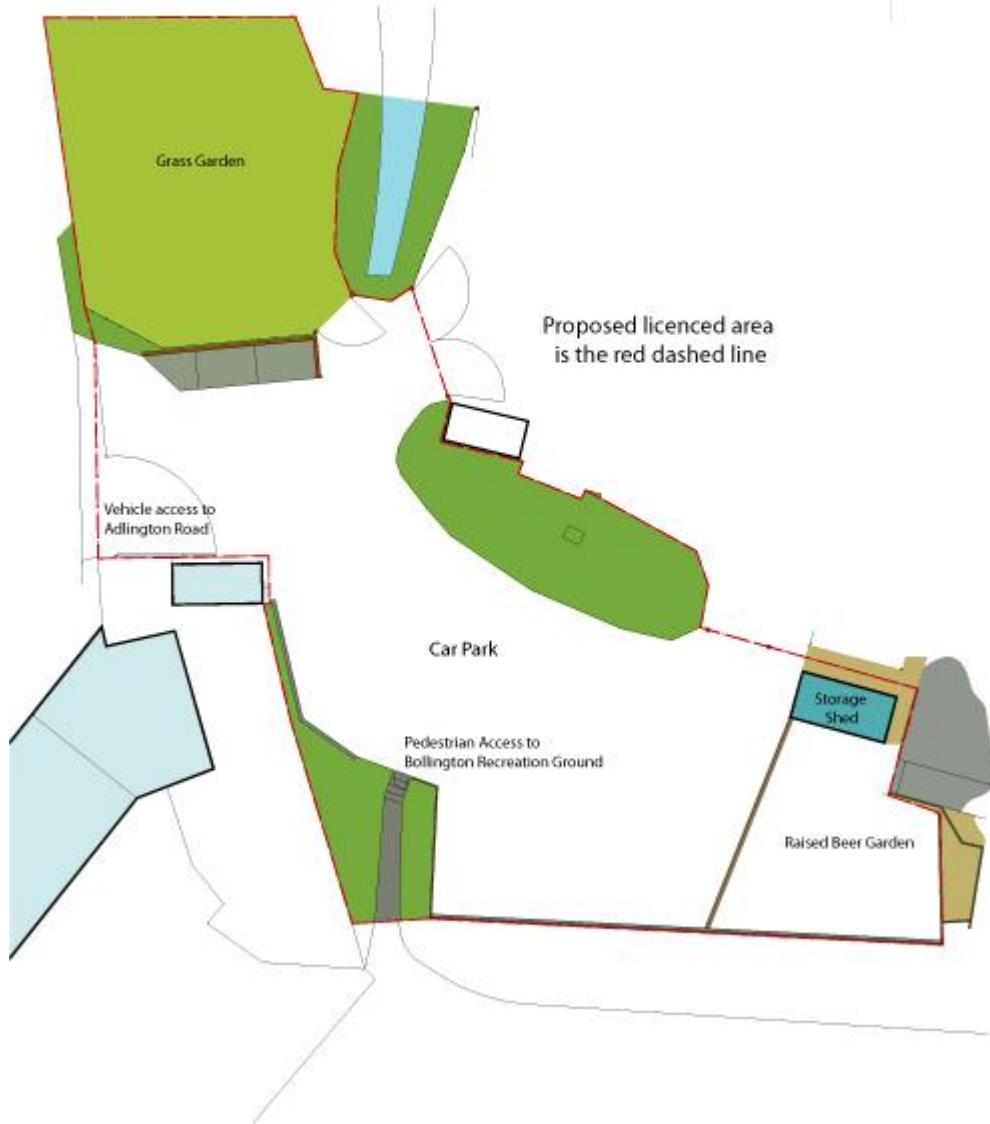 Grass Garden
Proposed licenced area
is the red dashed line
Vehicle access to
Adlington Road
Car Park
Storage
Shed
Pedestrian Access to
Bollington Recreation Ground
Raised Beer Garden